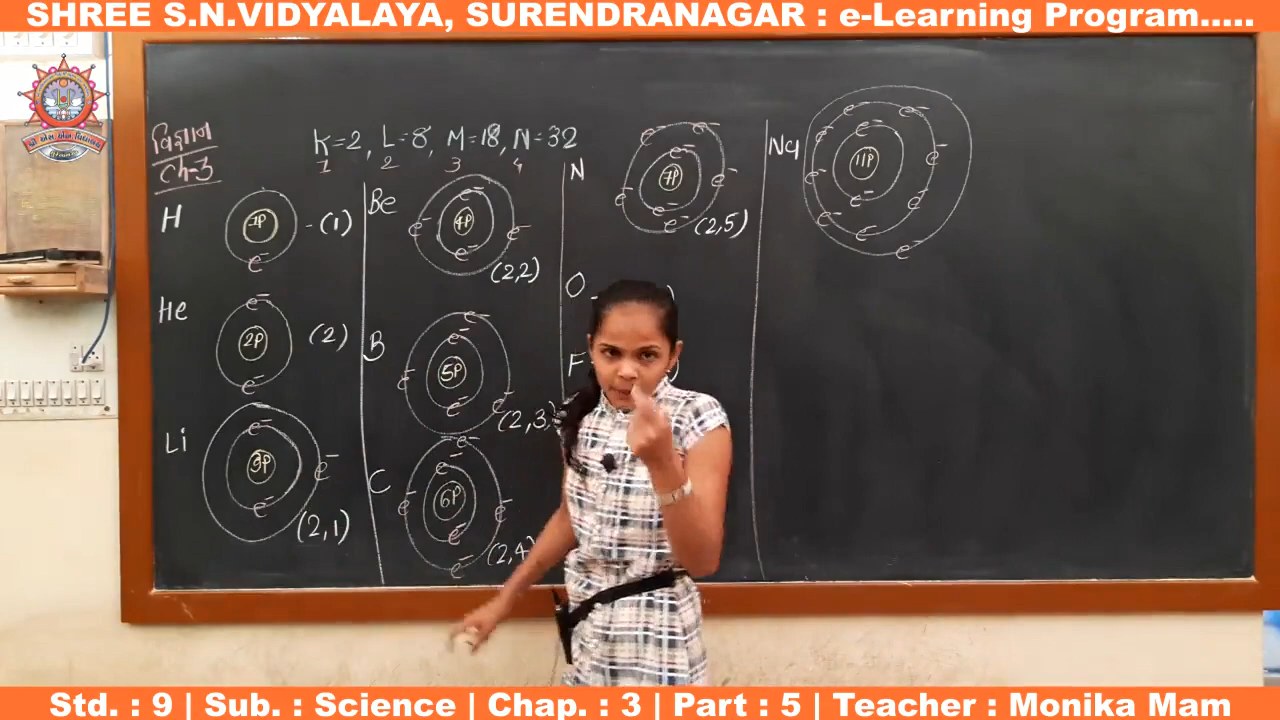 SHREE S.N.VIDYALAYA, SURENDRANAGAR : e-Learning Program.....
વિજ્ઞાન
Ch-3
K=2, L=8, M=18, N=32
1 2 3 4
H 1P e⁻ - (1)
He e⁻ 2P e⁻ (2)
Li e⁻ 3P e⁻ e⁻ (2,1)
Be e⁻ e⁻ 4P e⁻ e⁻ (2,2)
B e⁻ e⁻ e⁻ 5P e⁻ e⁻ (2,3)
C e⁻ e⁻ e⁻ 6P e⁻ e⁻ e⁻ (2,4)
N e⁻ e⁻ e⁻ e⁻ 7P e⁻ e⁻ e⁻ (2,5)
O -
F
Na e⁻ e⁻ e⁻ e⁻ e⁻ 11P e⁻ e⁻ e⁻ e⁻ e⁻ e⁻
Std. : 9 | Sub. : Science | Chap. : 3 | Part : 5 | Teacher : Monika Mam